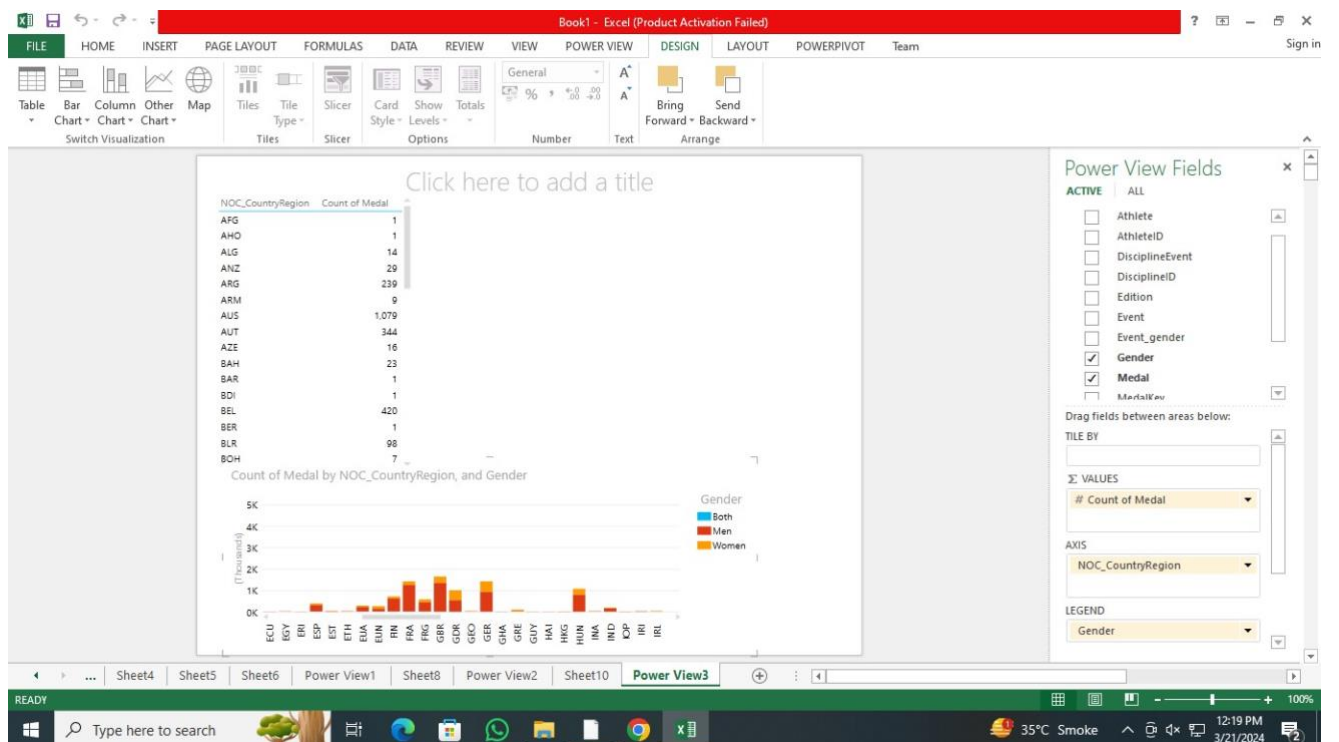 Book1 - Excel (Product Activation Failed)
FILE HOME INSERT PAGE LAYOUT FORMULAS DATA REVIEW VIEW POWER VIEW DESIGN LAYOUT POWERPIVOT Team Sign in
Table Bar Chart Column Chart Other Chart Map Tiles Tile Type Slicer Card Style Show Levels Totals General % , A A Bring Forward Send Backward
Switch Visualization Tiles Slicer Options Number Text Arrange
Click here to add a title
NOC_CountryRegion Count of Medal
AFG 1
AHO 1
ALG 14
ANZ 29
ARG 239
ARM 9
AUS 1,079
AUT 344
AZE 16
BAH 23
BAR 1
BDI 1
BEL 420
BER 1
BLR 98
BOH 7
Count of Medal by NOC_CountryRegion, and Gender
(Thousands)
5K
4K
3K
2K
1K
0K
ECU EGY ERI ESP EST ETH EUA EUN FIN FRA FRG GBR GDR GEO GER GHA GRE GUY HAI HKG HUN INA IND IOP IRI IRL
Gender
Both
Men
Women
Power View Fields
ACTIVE ALL
Athlete
AthleteID
DisciplineEvent
DisciplineID
Edition
Event
Event_gender
Gender
Medal
MedalKey
Drag fields between areas below:
TILE BY
Σ VALUES
# Count of Medal
AXIS
NOC_CountryRegion
LEGEND
Gender
... Sheet4 Sheet5 Sheet6 Power View1 Sheet8 Power View2 Sheet10 Power View3
READY 100%
Type here to search 35°C Smoke 12:19 PM
3/21/2024 2